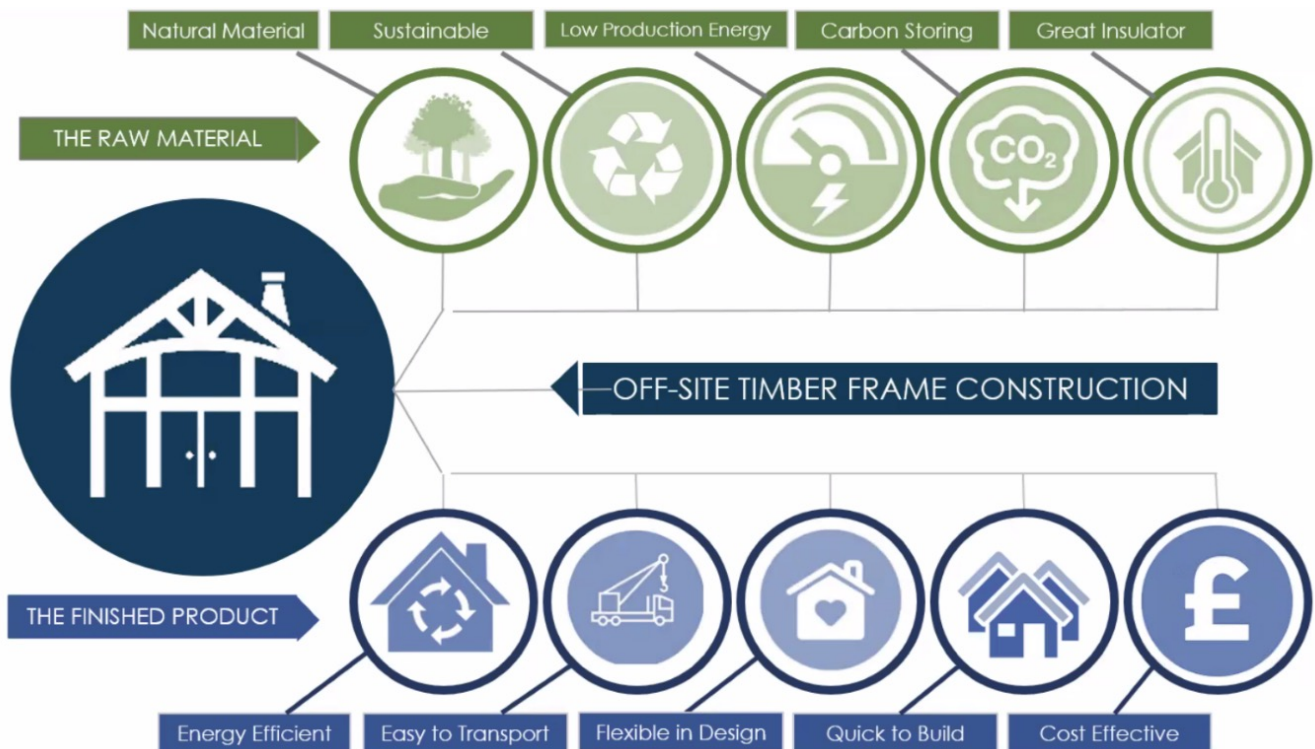 Natural Material
Sustainable
Low Production Energy
Carbon Storing
Great Insulator
THE RAW MATERIAL
CO₂
OFF-SITE TIMBER FRAME CONSTRUCTION
£
THE FINISHED PRODUCT
Energy Efficient
Easy to Transport
Flexible in Design
Quick to Build
Cost Effective